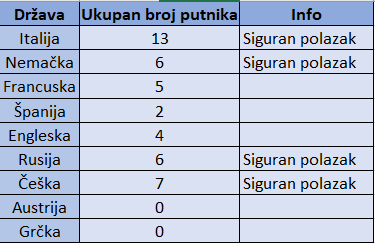 Država Ukupan broj putnika Info
Italija 13 Siguran polazak
Nemačka 6 Siguran polazak
Francuska 5
Španija 2
Engleska 4
Rusija 6 Siguran polazak
Češka 7 Siguran polazak
Austrija 0
Grčka 0